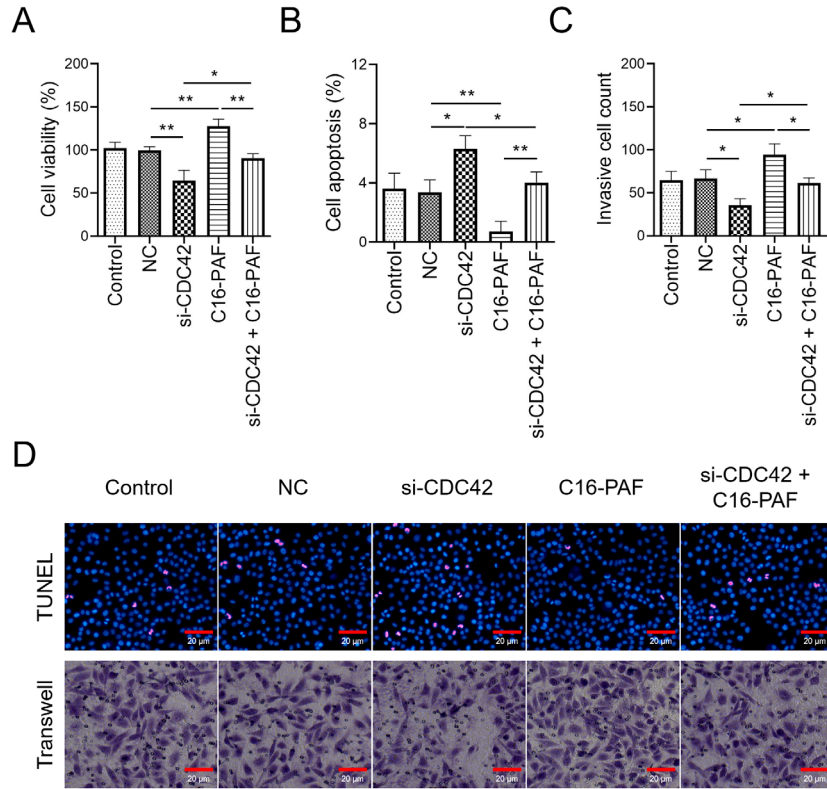 A
Cell viability (%)
200
150
100
50
0
*
**
**
**
Control
NC
si-CDC42
C16-PAF
si-CDC42 + C16-PAF
B
Cell apoptosis (%)
12
8
4
0
**
*
*
**
Control
NC
si-CDC42
C16-PAF
si-CDC42 + C16-PAF
C
Invasive cell count
200
150
100
50
0
*
*
*
*
Control
NC
si-CDC42
C16-PAF
si-CDC42 + C16-PAF
D
Control
NC
si-CDC42
C16-PAF
si-CDC42 +
C16-PAF
TUNEL
20 µm
20 µm
20 µm
20 µm
20 µm
Transwell
20 µm
20 µm
20 µm
20 µm
20 µm